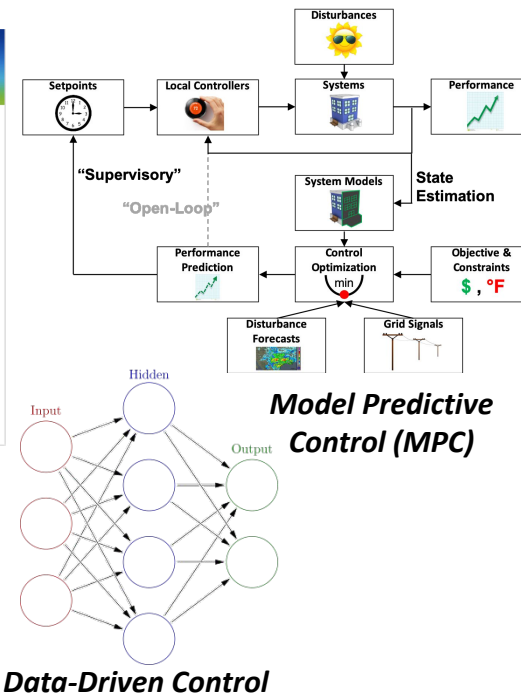 Disturbances
Setpoints
Local Controllers
Systems
Performance
"Supervisory"
"Open-Loop"
State
Estimation
System Models
Performance
Prediction
Control
Optimization
min
Objective &
Constraints
$ , °F
Disturbance
Forecasts
Grid Signals
Model Predictive
Control (MPC)
Hidden
Input
Output
Data-Driven Control